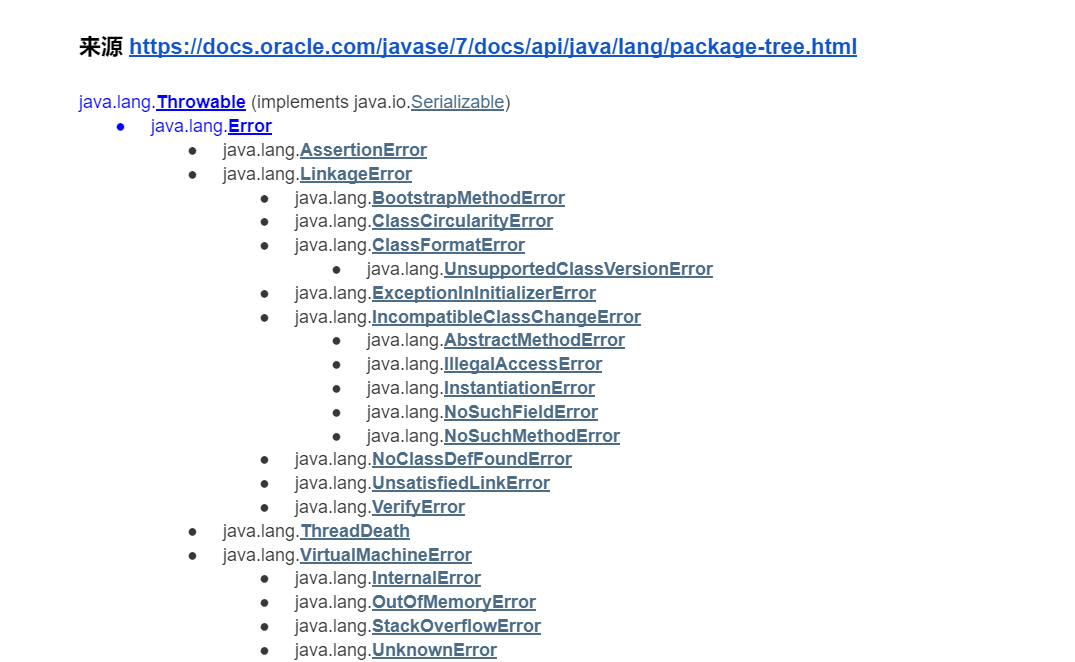 来源 https://docs.oracle.com/javase/7/docs/api/java/lang/package-tree.html
java.lang.Throwable (implements java.io.Serializable)
● java.lang.Error
● java.lang.AssertionError
● java.lang.LinkageError
● java.lang.BootstrapMethodError
● java.lang.ClassCircularityError
● java.lang.ClassFormatError
● java.lang.UnsupportedClassVersionError
● java.lang.ExceptionInInitializerError
● java.lang.IncompatibleClassChangeError
● java.lang.AbstractMethodError
● java.lang.IllegalAccessError
● java.lang.InstantiationError
● java.lang.NoSuchFieldError
● java.lang.NoSuchMethodError
● java.lang.NoClassDefFoundError
● java.lang.UnsatisfiedLinkError
● java.lang.VerifyError
● java.lang.ThreadDeath
● java.lang.VirtualMachineError
● java.lang.InternalError
● java.lang.OutOfMemoryError
● java.lang.StackOverflowError
● java.lang.UnknownError